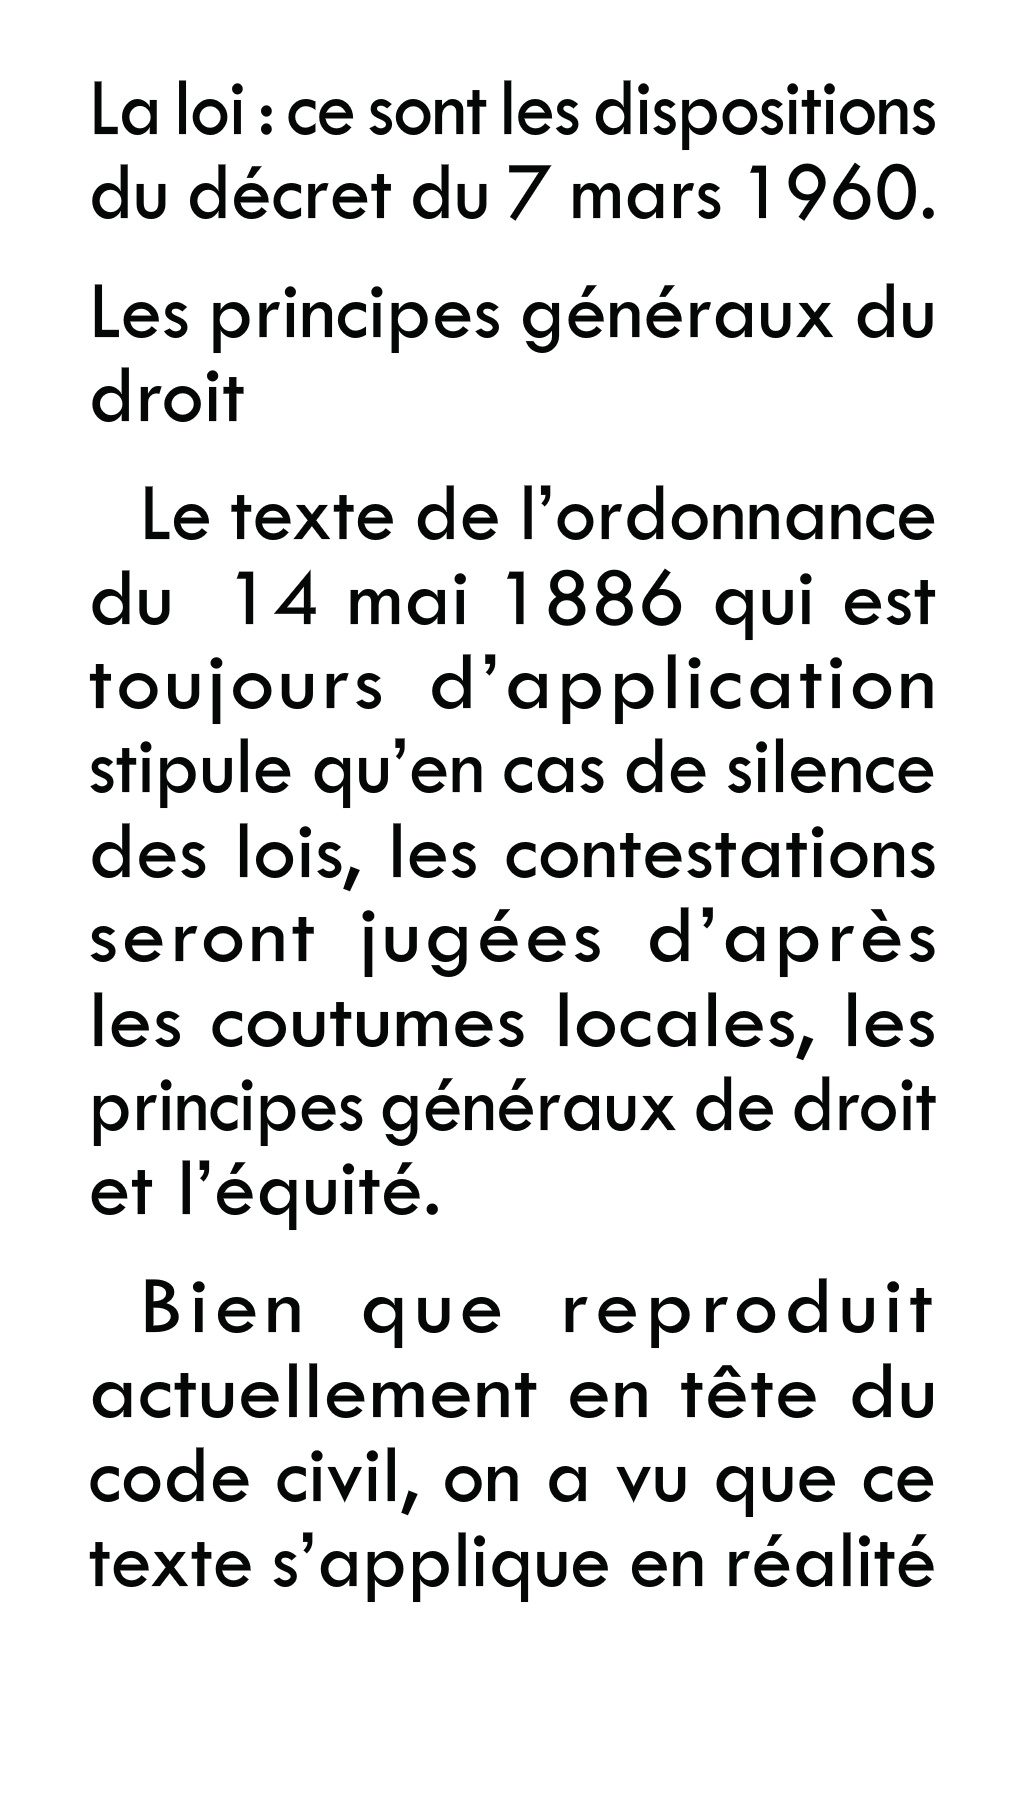 La loi : ce sont les dispositions
du décret du 7 mars 1960.
Les principes généraux du
droit
Le texte de l’ordonnance
du 14 mai 1886 qui est
toujours d’application
stipule qu’en cas de silence
des lois, les contestations
seront jugées d’après
les coutumes locales, les
principes généraux de droit
et l’équité.
Bien que reproduit
actuellement en tête du
code civil, on a vu que ce
texte s’applique en réalité